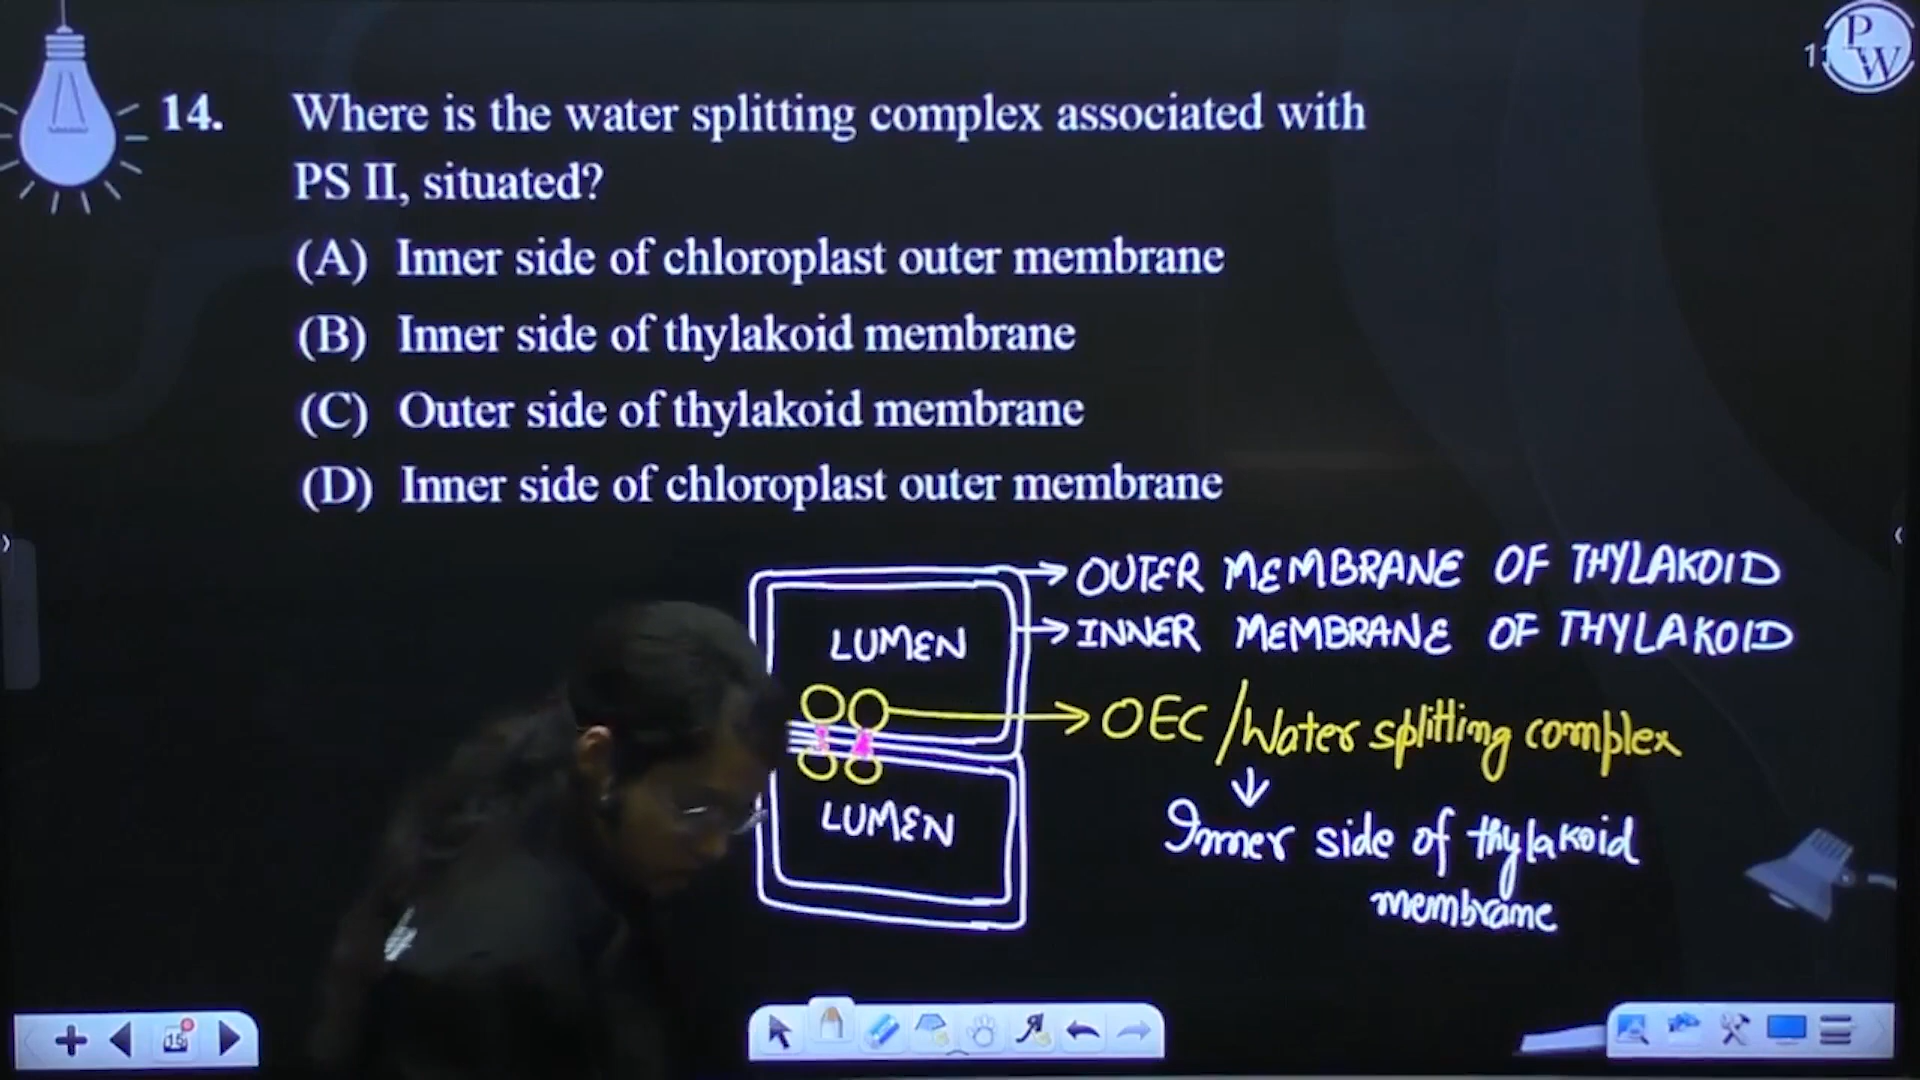 P
W
14. Where is the water splitting complex associated with
PS II, situated?
(A) Inner side of chloroplast outer membrane
(B) Inner side of thylakoid membrane
(C) Outer side of thylakoid membrane
(D) Inner side of chloroplast outer membrane
OUTER MEMBRANE OF THYLAKOID
INNER MEMBRANE OF THYLAKOID
LUMEN
OEC / Water splitting complex
LUMEN
Inner side of thylakoid
membrane
15